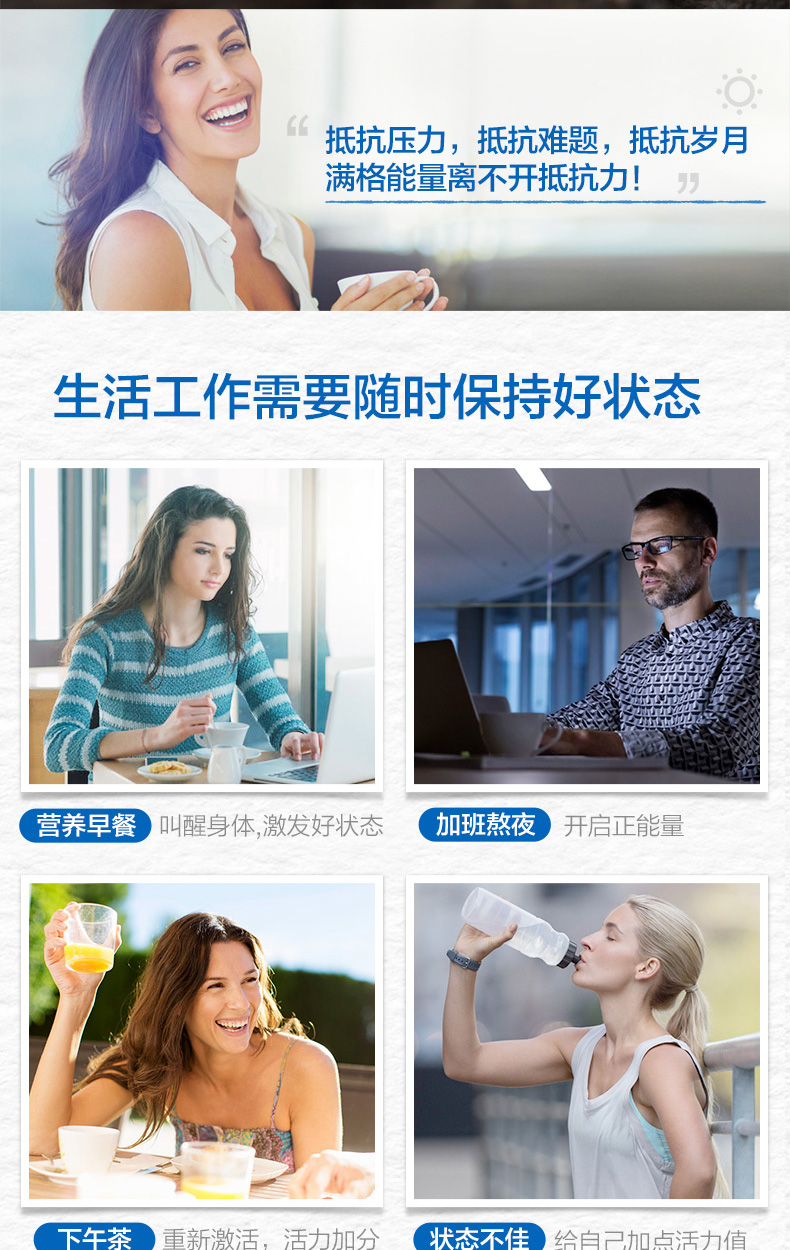 “抵抗压力，抵抗难题，抵抗岁月
满格能量离不开抵抗力！”
生活工作需要随时保持好状态
营养早餐 叫醒身体,激发好状态
加班熬夜 开启正能量
下午茶 重新激活，活力加分
状态不佳 给自己加点活力值